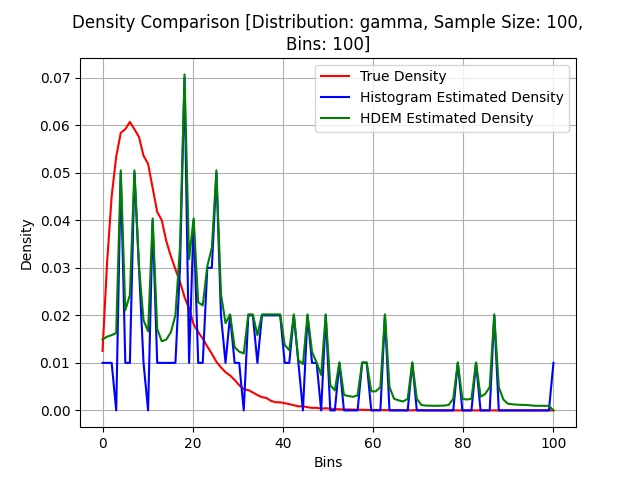 Density Comparison [Distribution: gamma, Sample Size: 100,
Bins: 100]
True Density
Histogram Estimated Density
HDEM Estimated Density
Density
0.07
0.06
0.05
0.04
0.03
0.02
0.01
0.00
0 20 40 60 80 100
Bins